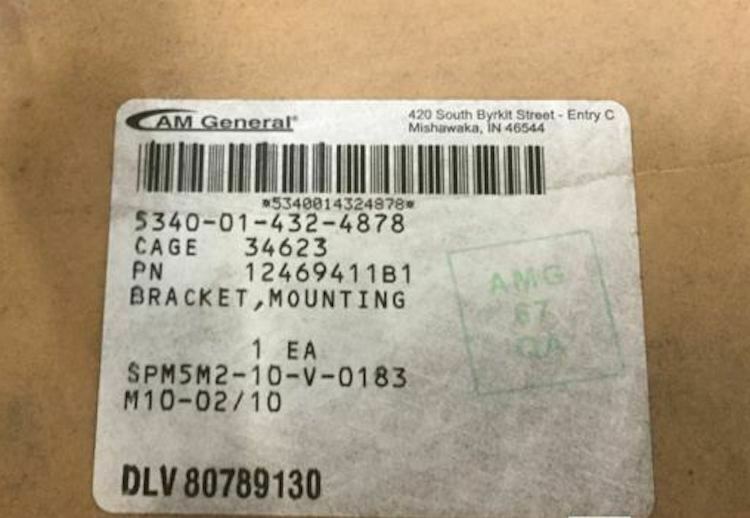 AM General®
420 South Byrkit Street - Entry C
Mishawaka, IN 46544
*5340014324878*
5340-01-432-4878
CAGE 34623
PN 12469411B1
BRACKET,MOUNTING
1 EA
SPM5M2-10-V-0183
M10-02/10
DLV 80789130
AMG
67
QA